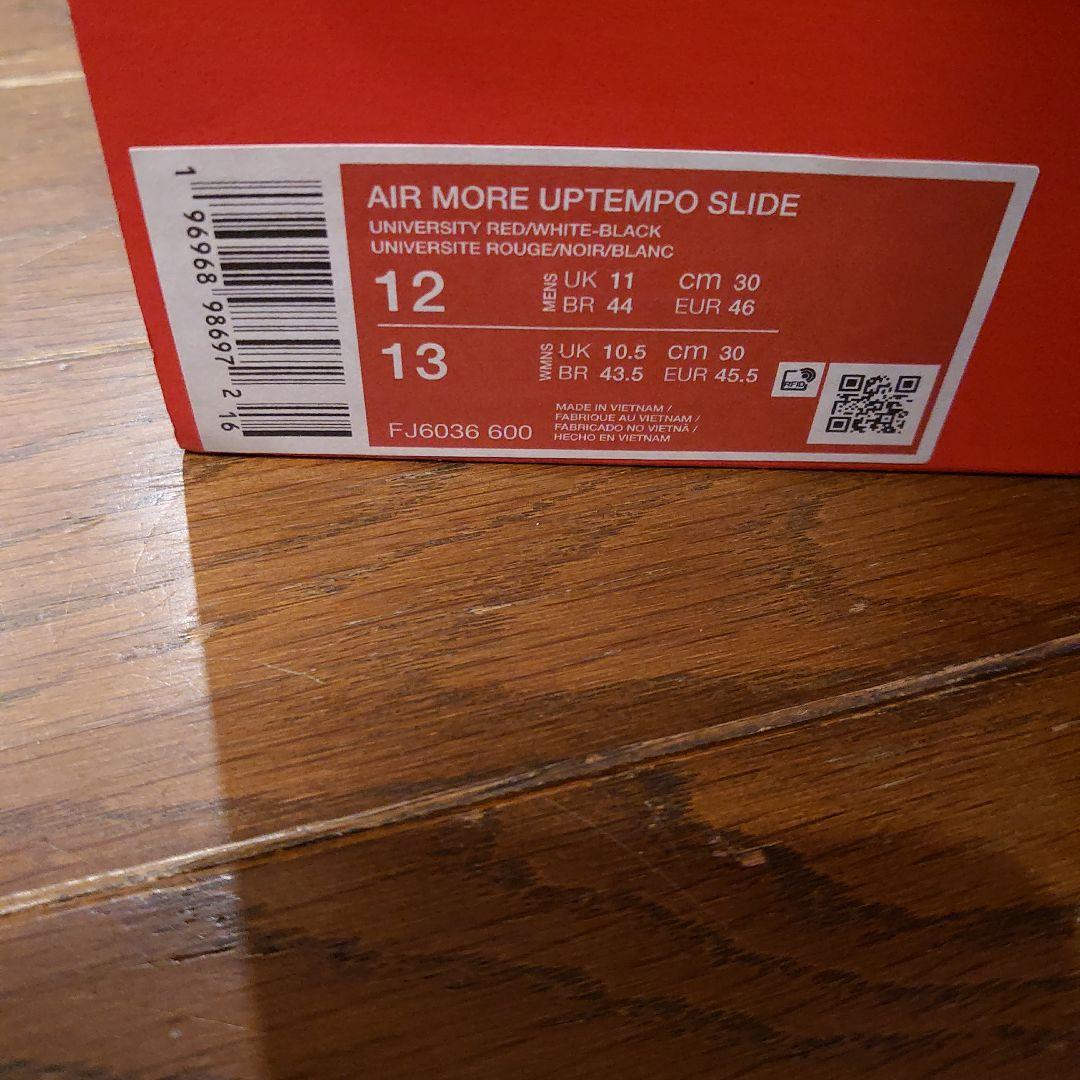 AIR MORE UPTEMPO SLIDE
UNIVERSITY RED/WHITE-BLACK
UNIVERSITE ROUGE/NOIR/BLANC
12 MENS UK 11 cm 30
BR 44 EUR 46
13 WMNS UK 10.5 cm 30
BR 43.5 EUR 45.5
RFID
FJ6036 600
MADE IN VIETNAM /
FABRIQUE AU VIETNAM /
FABRICADO NO VIETNÃ /
HECHO EN VIETNAM
1 96968 98697 2 16